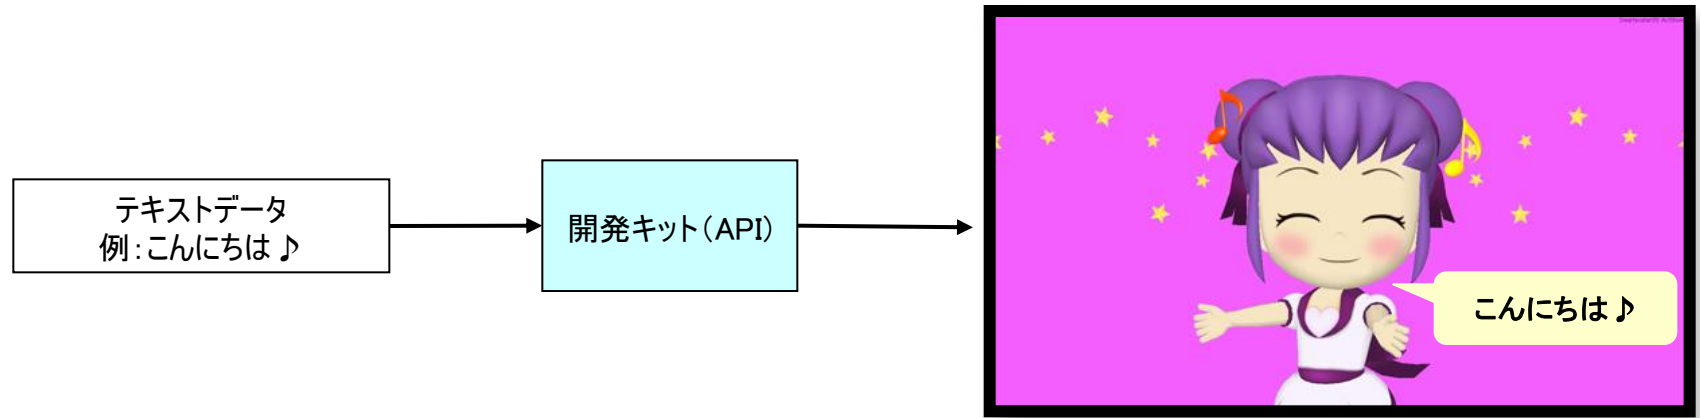 テキストデータ
例：こんにちは♪
開発キット（API）
こんにちは♪